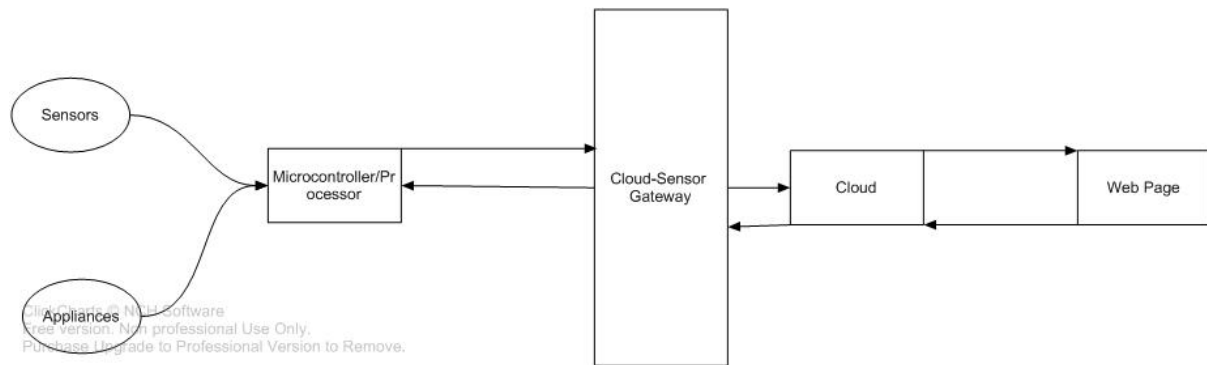 Sensors
Microcontroller/Pr
ocessor
Cloud-Sensor
Gateway
Cloud
Web Page
Appliances
ClickCharts © NCH Software
Free version. Non professional Use Only.
Purchase Upgrade to Professional Version to Remove.